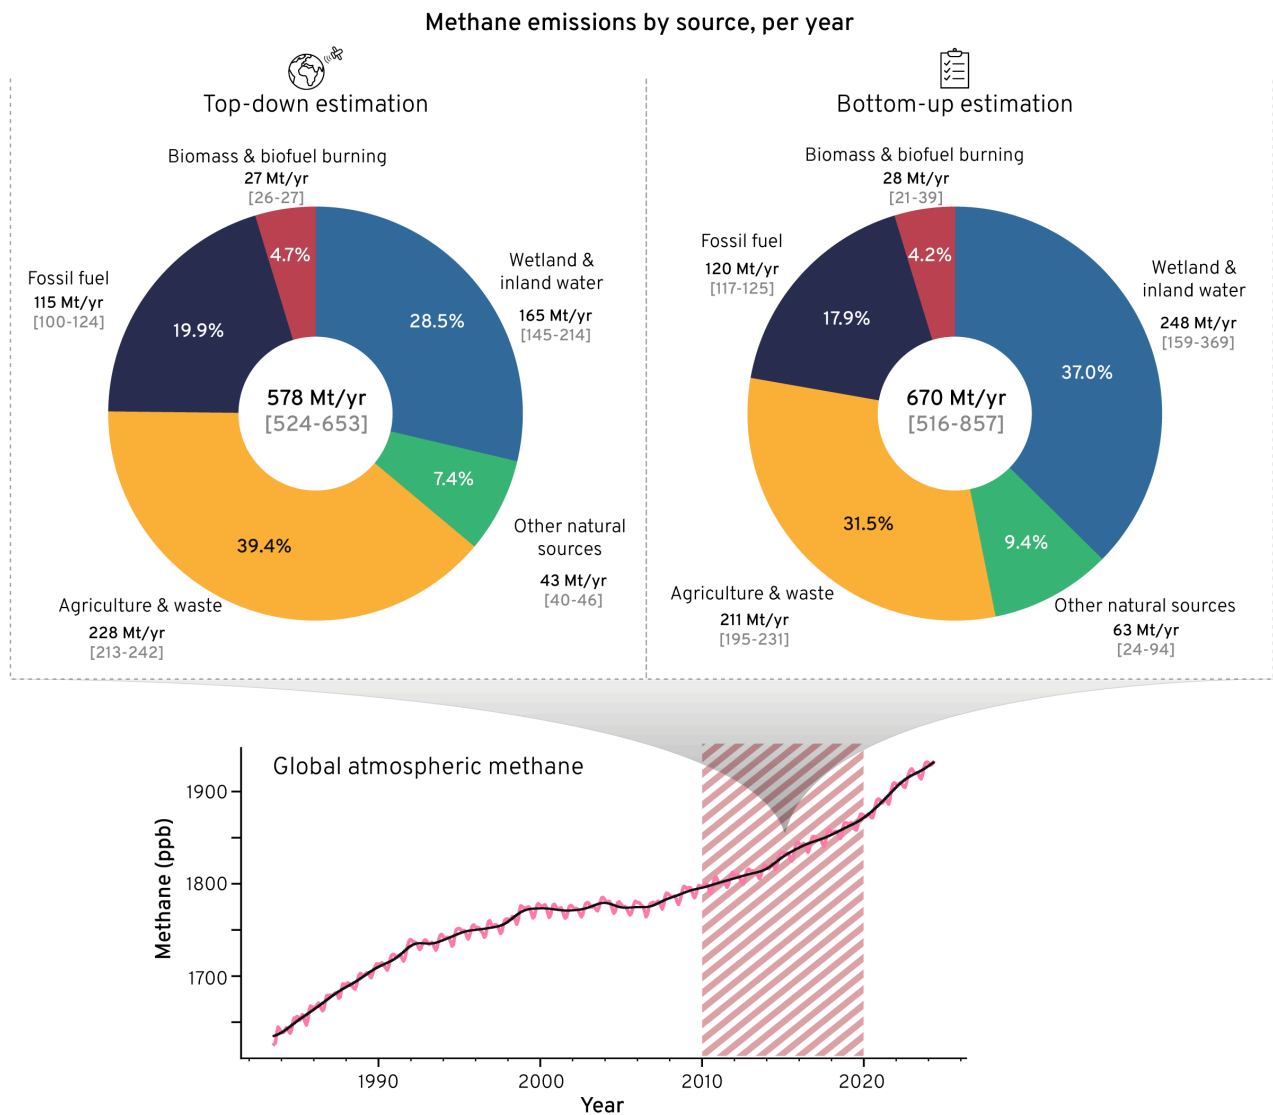 Methane emissions by source, per year
Top-down estimation
Biomass & biofuel burning
27 Mt/yr
[26-27]
4.7%
Fossil fuel
115 Mt/yr
[100-124]
19.9%
Wetland &
inland water
165 Mt/yr
[145-214]
28.5%
578 Mt/yr
[524-653]
7.4%
Other natural
sources
43 Mt/yr
[40-46]
39.4%
Agriculture & waste
228 Mt/yr
[213-242]
Bottom-up estimation
Biomass & biofuel burning
28 Mt/yr
[21-39]
4.2%
Fossil fuel
120 Mt/yr
[117-125]
17.9%
Wetland &
inland water
248 Mt/yr
[159-369]
37.0%
670 Mt/yr
[516-857]
31.5%
9.4%
Agriculture & waste
211 Mt/yr
[195-231]
Other natural sources
63 Mt/yr
[24-94]
Global atmospheric methane
Methane (ppb)
1900
1800
1700
1990
2000
2010
2020
Year